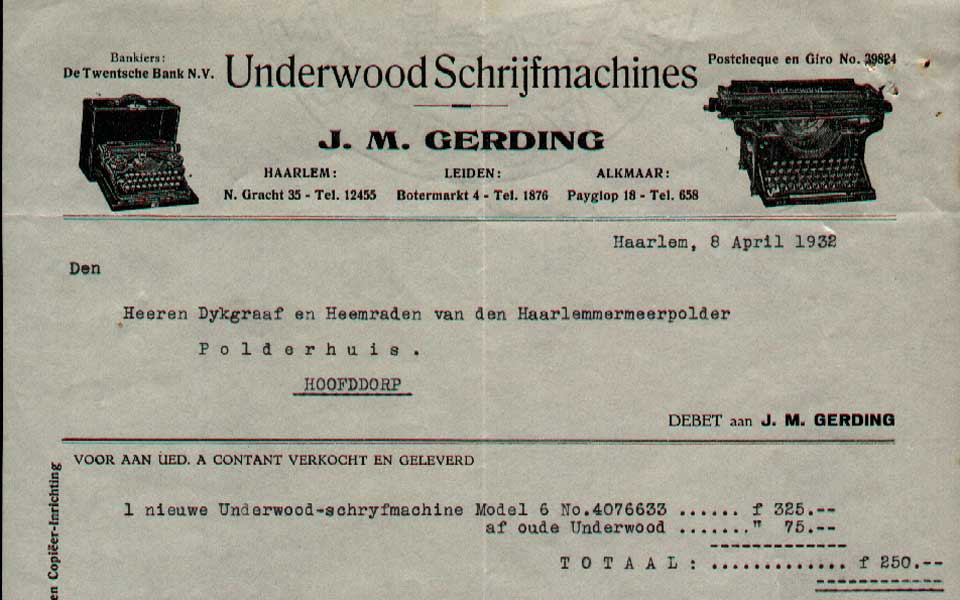 Bankiers:
De Twentsche Bank N.V.
Underwood Schrijfmachines
Postcheque en Giro No. 39824
Underwood
J. M. GERDING
HAARLEM: LEIDEN: ALKMAAR:
N. Gracht 35 - Tel. 12455 Botermarkt 4 - Tel. 1876 Payglop 18 - Tel. 658
Haarlem, 8 April 1932
Den
Heeren Dykgraaf en Heemraden van den Haarlemmermeerpolder
Polderhuis.
HOOFDDORP
DEBET aan J. M. GERDING
VOOR AAN UED. A CONTANT VERKOCHT EN GELEVERD
1 nieuwe Underwood-schryfmachine Model 6 No.4076633 ...... f 325.--
af oude Underwood ......." 75.--
TOTAAL: ............. f 250.--
en Copiëer-Inrichting